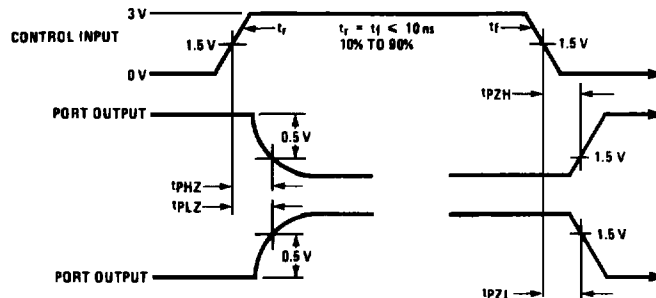 3 V
CONTROL INPUT
1.5 V
0 V
tr
tr = tf ≤ 10 ns
10% TO 90%
tf
1.5 V
PORT OUTPUT
0.5 V
tPZH
1.5 V
tPHZ
tPLZ
0.5 V
1.5 V
PORT OUTPUT
tPZL